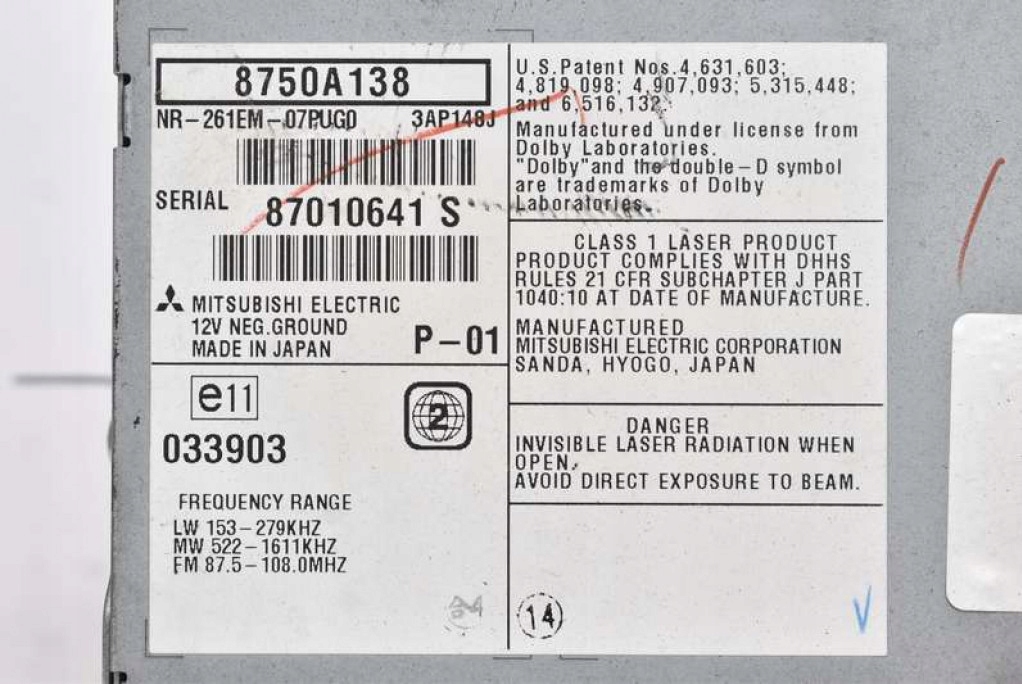 8750A138
NR-261EM-07PUG0 3AP148J
SERIAL 87010641 S
MITSUBISHI ELECTRIC
12V NEG.GROUND
MADE IN JAPAN P-01
e11
033903
2
FREQUENCY RANGE
LW 153-279KHZ
MW 522-1611KHZ
FM 87.5-108.0MHZ
U.S.Patent Nos.4,631,603;
4,819,098; 4,907,093; 5,315,448;
and 6,516,132.
Manufactured under license from
Dolby Laboratories.
"Dolby"and the double-D symbol
are trademarks of Dolby
Laboratories.
CLASS 1 LASER PRODUCT
PRODUCT COMPLIES WITH DHHS
RULES 21 CFR SUBCHAPTER J PART
1040:10 AT DATE OF MANUFACTURE.
MANUFACTURED
MITSUBISHI ELECTRIC CORPORATION
SANDA, HYOGO, JAPAN
DANGER
INVISIBLE LASER RADIATION WHEN
OPEN.
AVOID DIRECT EXPOSURE TO BEAM.
14
V